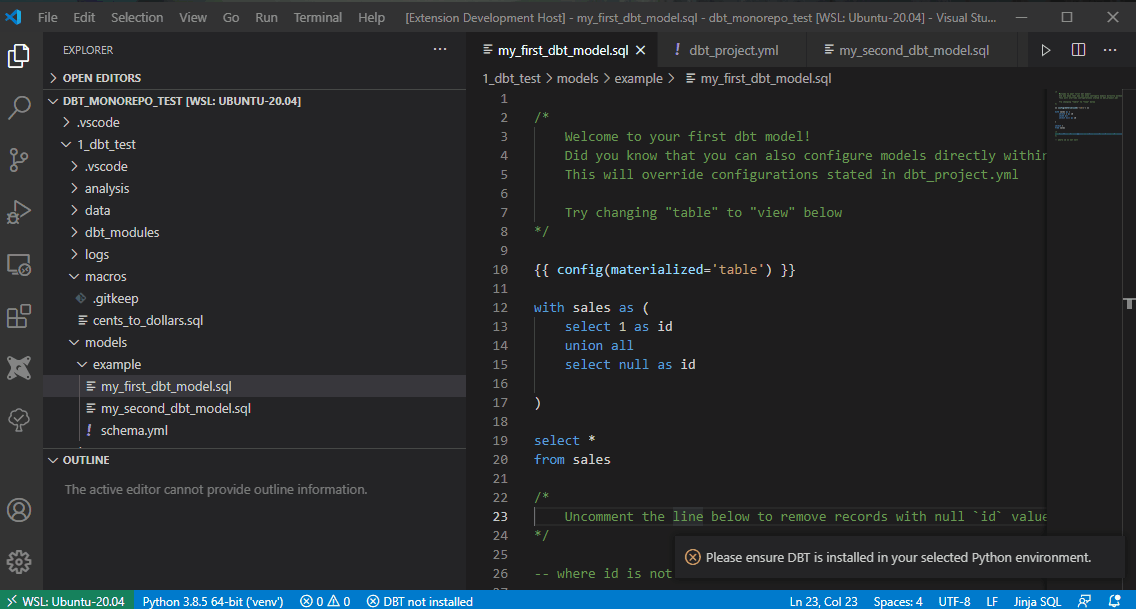 File Edit Selection View Go Run Terminal Help [Extension Development Host] - my_first_dbt_model.sql - dbt_monorepo_test [WSL: Ubuntu-20.04] - Visual Stu...
EXPLORER
OPEN EDITORS
DBT_MONOREPO_TEST [WSL: UBUNTU-20.04]
.vscode
1_dbt_test
.vscode
analysis
data
dbt_modules
logs
macros
.gitkeep
cents_to_dollars.sql
models
example
my_first_dbt_model.sql
my_second_dbt_model.sql
! schema.yml
OUTLINE
The active editor cannot provide outline information.
my_first_dbt_model.sql ! dbt_project.yml my_second_dbt_model.sql
1_dbt_test > models > example > my_first_dbt_model.sql
1
2 /*
3 Welcome to your first dbt model!
4 Did you know that you can also configure models directly within
5 This will override configurations stated in dbt_project.yml
6
7 Try changing "table" to "view" below
8 */
9
10 {{ config(materialized='table') }}
11
12 with sales as (
13 select 1 as id
14 union all
15 select null as id
16
17 )
18
19 select *
20 from sales
21
22 /*
23 Uncomment the line below to remove records with null `id` value
24 */
25
26 -- where id is not
Please ensure DBT is installed in your selected Python environment.
WSL: Ubuntu-20.04 Python 3.8.5 64-bit ('venv') 0 0 DBT not installed Ln 23, Col 23 Spaces: 4 UTF-8 LF Jinja SQL